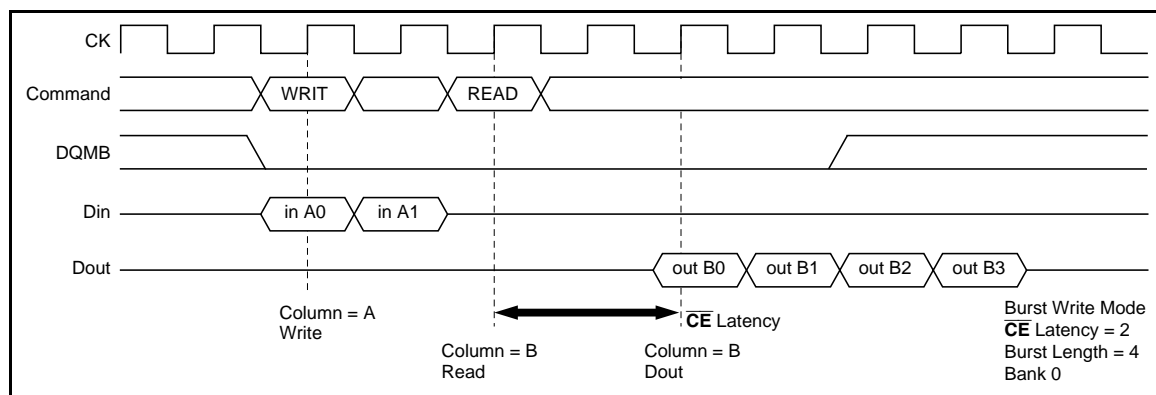 CK
Command
WRIT
READ
DQMB
Din
in A0
in A1
Dout
out B0
out B1
out B2
out B3
Column = A
Write
CE Latency
Column = B
Read
Column = B
Dout
Burst Write Mode
CE Latency = 2
Burst Length = 4
Bank 0